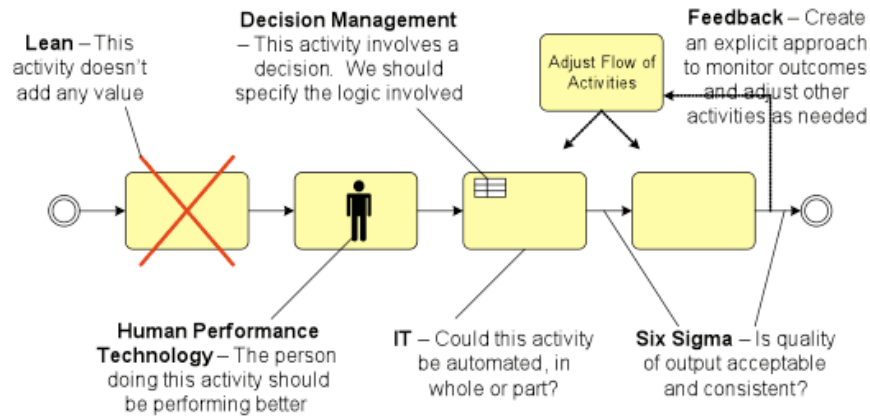 Lean – This
activity doesn't
add any value
Decision Management
– This activity involves a
decision. We should
specify the logic involved
Adjust Flow of
Activities
Feedback – Create
an explicit approach
to monitor outcomes
and adjust other
activities as needed
Human Performance
Technology – The person
doing this activity should
be performing better
IT – Could this activity
be automated, in
whole or part?
Six Sigma – Is quality
of output acceptable
and consistent?